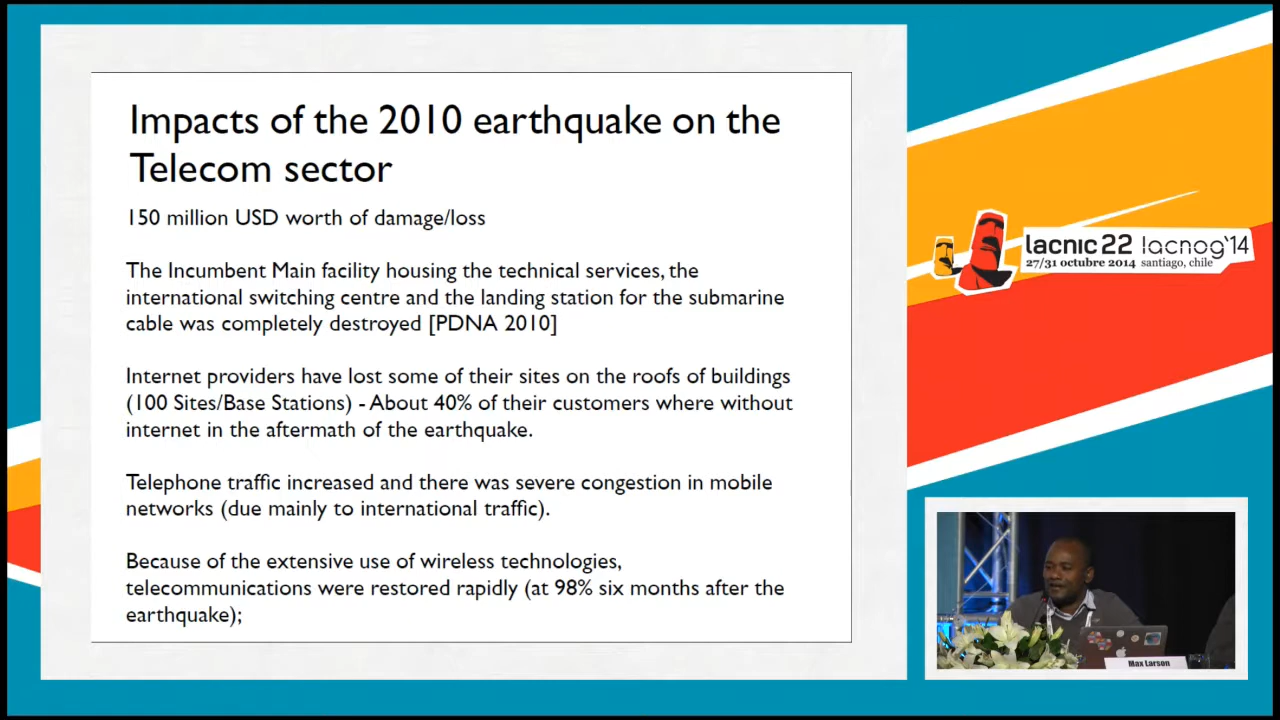 Impacts of the 2010 earthquake on the
Telecom sector
150 million USD worth of damage/loss
The Incumbent Main facility housing the technical services, the
international switching centre and the landing station for the submarine
cable was completely destroyed [PDNA 2010]
Internet providers have lost some of their sites on the roofs of buildings
(100 Sites/Base Stations) - About 40% of their customers where without
internet in the aftermath of the earthquake.
Telephone traffic increased and there was severe congestion in mobile
networks (due mainly to international traffic).
Because of the extensive use of wireless technologies,
telecommunications were restored rapidly (at 98% six months after the
earthquake);
lacnic 22 lacnog'14
27/31 octubre 2014 santiago, chile
Max Larson